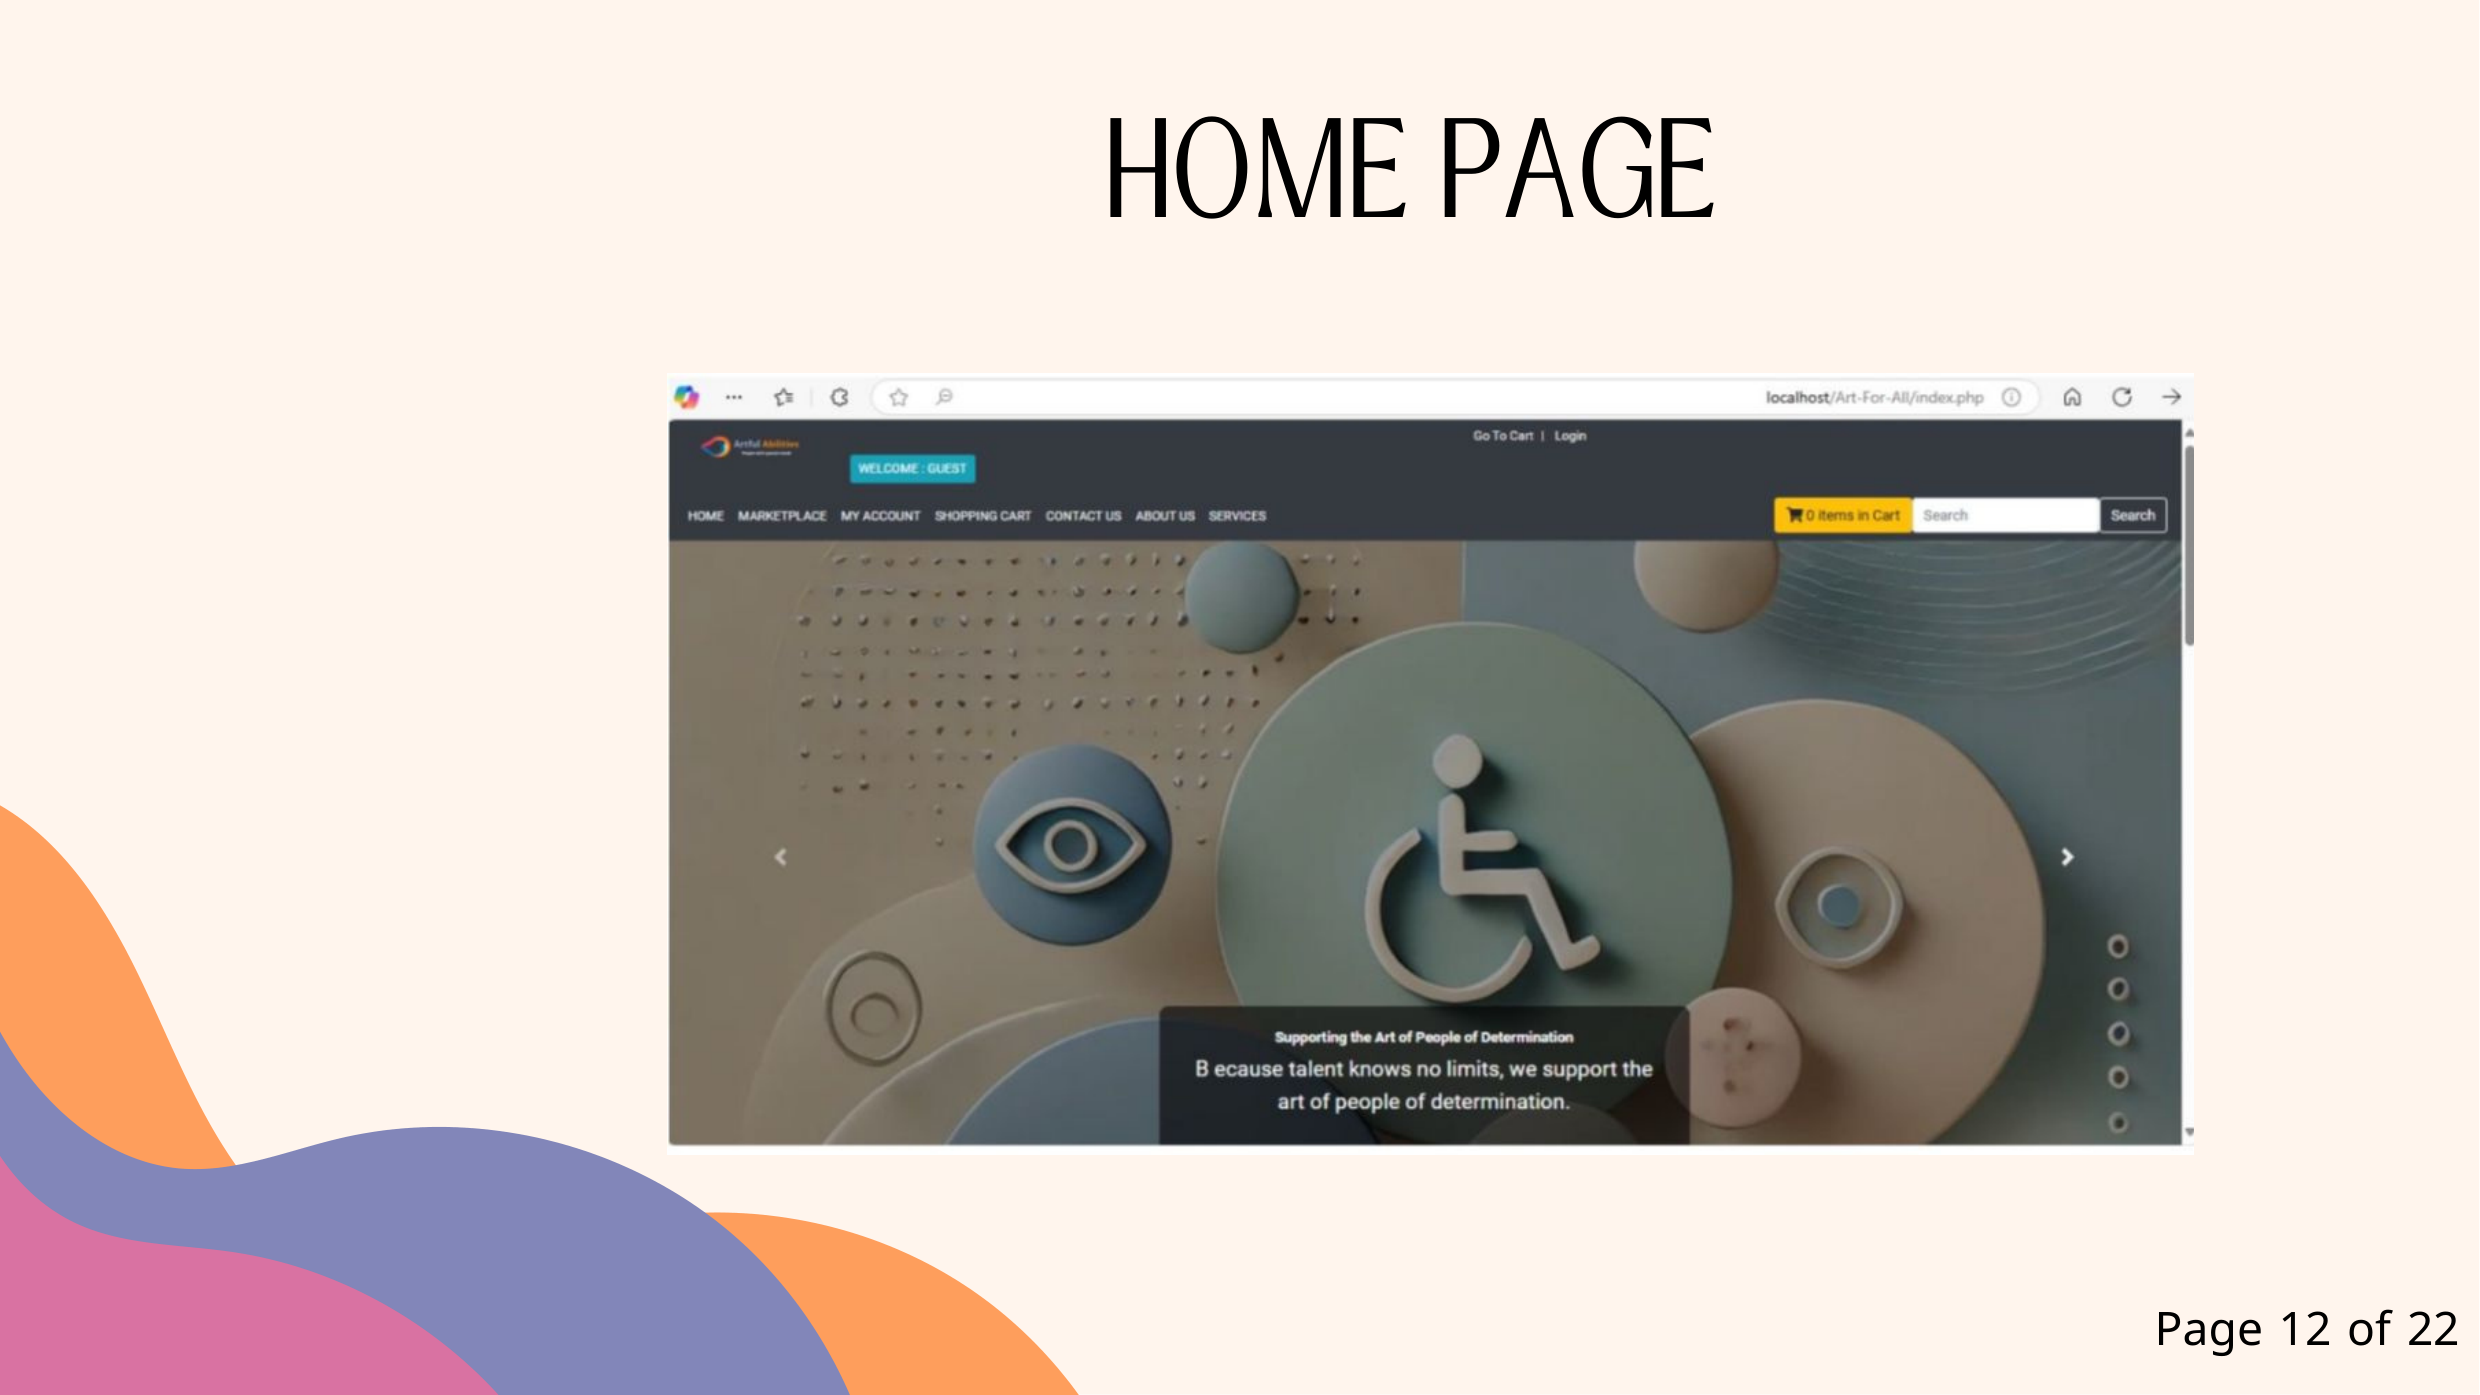 HOME PAGE
localhost/Art-For-All/index.php
Artful Abilities
Go To Cart | Login
WELCOME : GUEST
HOME MARKETPLACE MY ACCOUNT SHOPPING CART CONTACT US ABOUT US SERVICES
0 items in Cart Search Search
Supporting the Art of People of Determination
B ecause talent knows no limits, we support the
art of people of determination.
Page 12 of 22